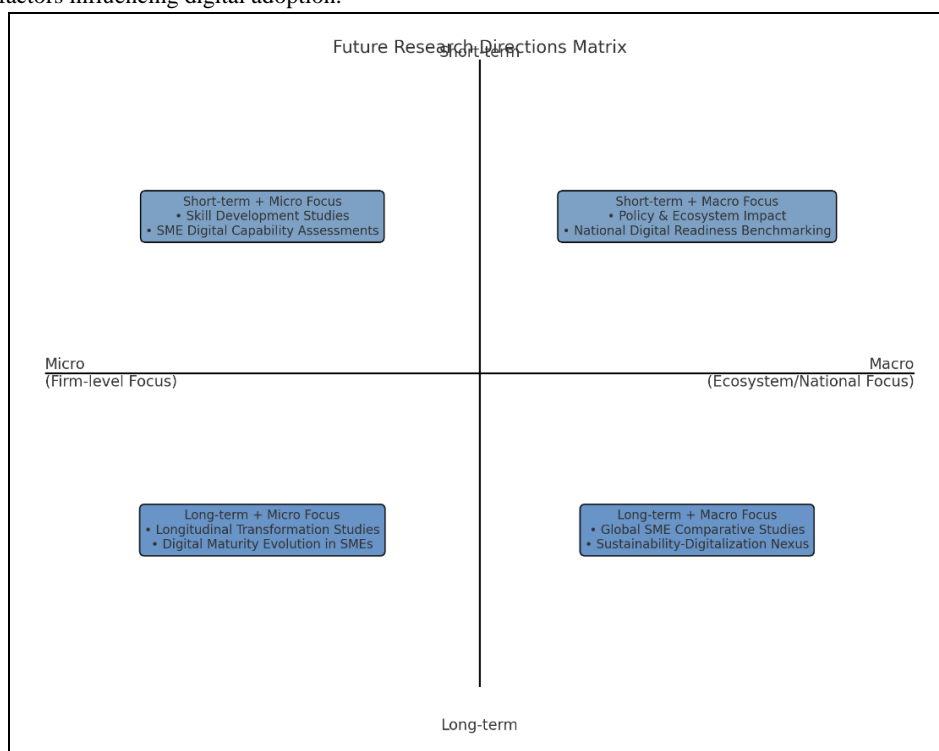 factors influencing digital adoption.
Future Research Directions Matrix
Short-term
Short-term + Micro Focus
• Skill Development Studies
• SME Digital Capability Assessments
Short-term + Macro Focus
• Policy & Ecosystem Impact
• National Digital Readiness Benchmarking
Micro
(Firm-level Focus)
Macro
(Ecosystem/National Focus)
Long-term + Micro Focus
• Longitudinal Transformation Studies
• Digital Maturity Evolution in SMEs
Long-term + Macro Focus
• Global SME Comparative Studies
• Sustainability-Digitalization Nexus
Long-term